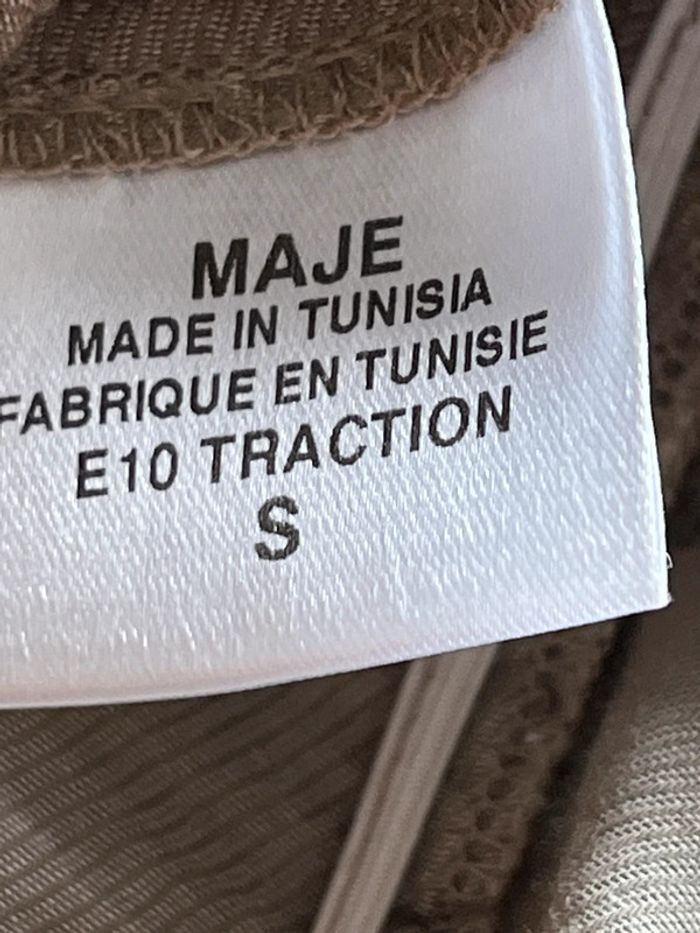 MAJE
MADE IN TUNISIA
FABRIQUE EN TUNISIE
E10 TRACTION
S